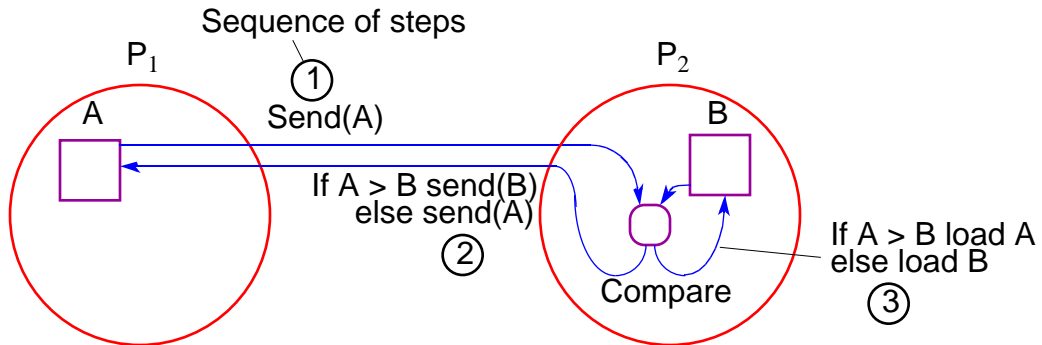 Sequence of steps
P1
P2
1
A
B
Send(A)
If A > B send(B)
else send(A)
2
If A > B load A
else load B
Compare
3